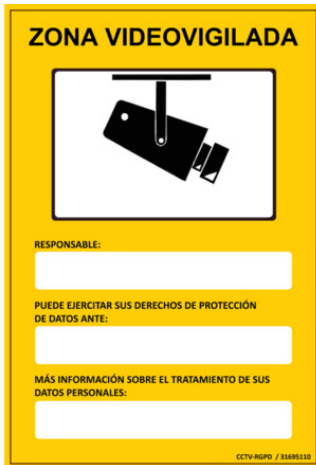 ZONA VIDEOVIGILADA
RESPONSABLE:
PUEDE EJERCITAR SUS DERECHOS DE PROTECCIÓN
DE DATOS ANTE:
MÁS INFORMACIÓN SOBRE EL TRATAMIENTO DE SUS
DATOS PERSONALES:
CCTV-RGPD / 31695110